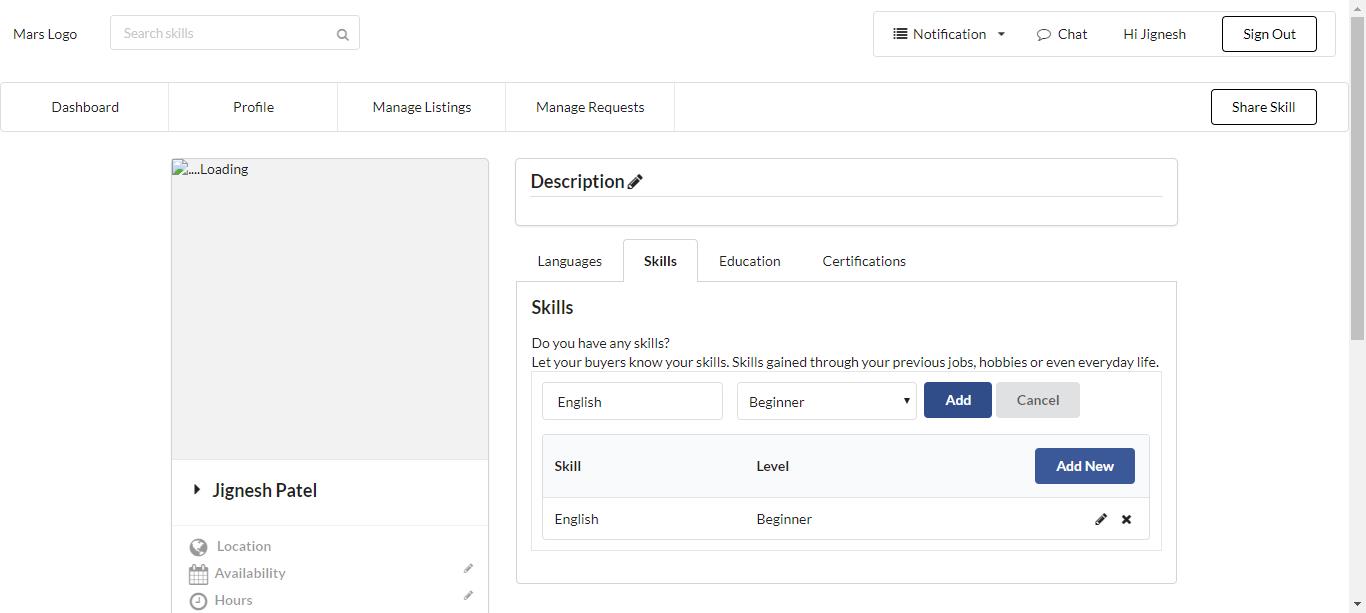 Mars Logo
Search skills
Notification
Chat
Hi Jignesh
Sign Out
Dashboard
Profile
Manage Listings
Manage Requests
Share Skill
....Loading
Jignesh Patel
Location
Availability
Hours
Description
Languages
Skills
Education
Certifications
Skills
Do you have any skills?
Let your buyers know your skills. Skills gained through your previous jobs, hobbies or even everyday life.
English
Beginner
Add
Cancel
Skill
Level
Add New
English
Beginner